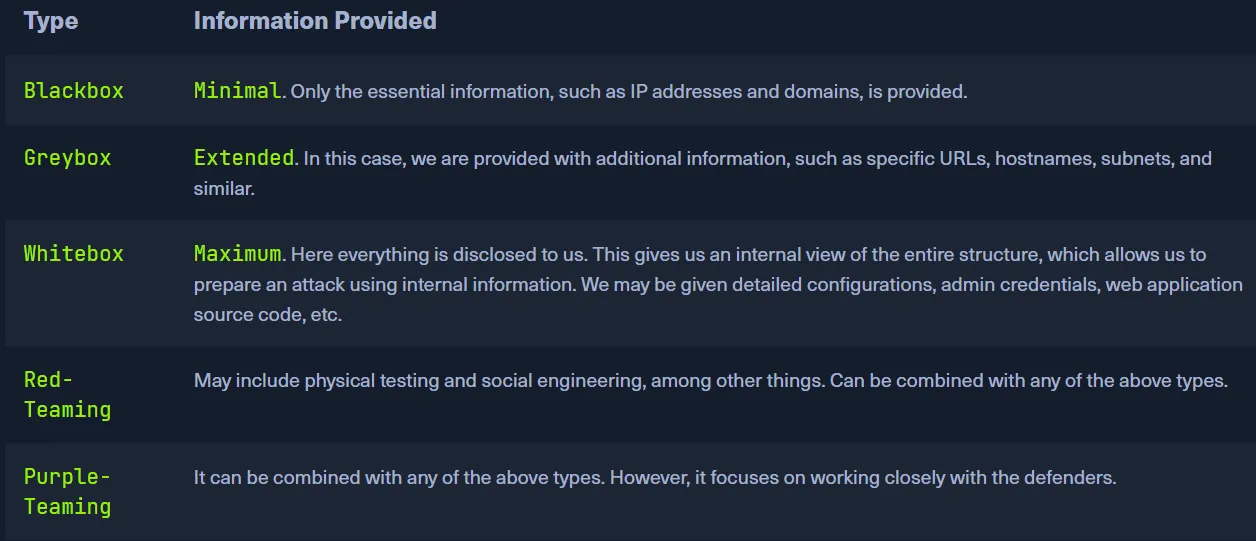 Type Information Provided
Blackbox Minimal. Only the essential information, such as IP addresses and domains, is provided.
Greybox Extended. In this case, we are provided with additional information, such as specific URLs, hostnames, subnets, and
similar.
Whitebox Maximum. Here everything is disclosed to us. This gives us an internal view of the entire structure, which allows us to
prepare an attack using internal information. We may be given detailed configurations, admin credentials, web application
source code, etc.
Red- May include physical testing and social engineering, among other things. Can be combined with any of the above types.
Teaming
Purple- It can be combined with any of the above types. However, it focuses on working closely with the defenders.
Teaming